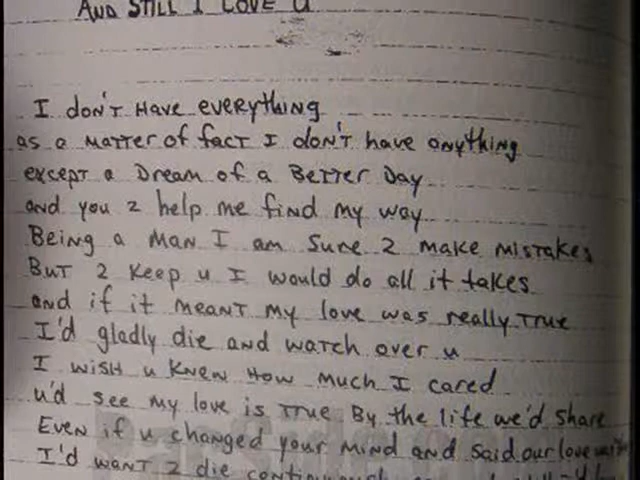 AND STILL I LOVE U
I don't Have everything
as a matter of fact I don't have anything
except a Dream of a Better Day
and you 2 help me find my way
Being a man I am sure 2 make mistakes
But 2 keep u I would do all it takes
and if it meant my love was really true
I'd gladly die and watch over u
I wish u knew How much I cared
u'd see my love is true By the life we'd share
Even if u changed your mind and said our love
I'd want 2 die continuously